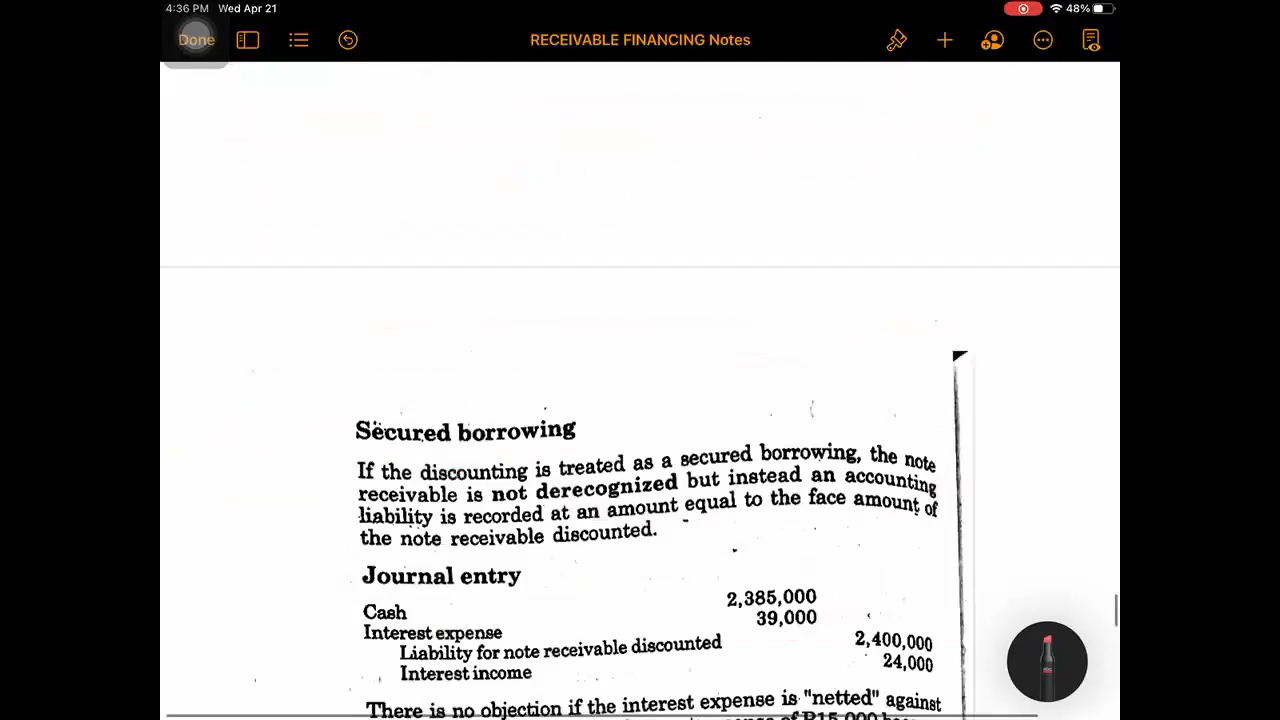 4:36 PM Wed Apr 21
48%
Done
RECEIVABLE FINANCING Notes
Secured borrowing
If the discounting is treated as a secured borrowing, the note
receivable is not derecognized but instead an accounting
liability is recorded at an amount equal to the face amount of
the note receivable discounted.
Journal entry
Cash 2,385,000
Interest expense 39,000
Liability for note receivable discounted 2,400,000
Interest income 24,000
There is no objection if the interest expense is "netted" against
of P15,000